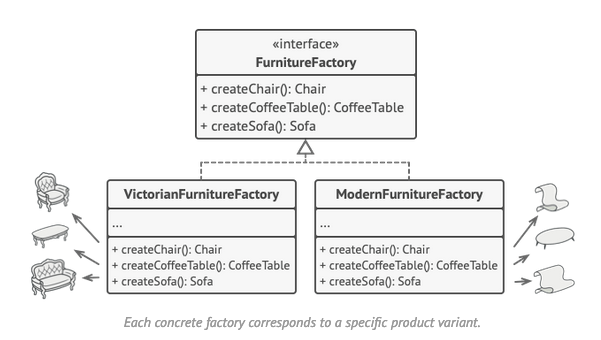 «interface»
FurnitureFactory
+ createChair(): Chair
+ createCoffeeTable(): CoffeeTable
+ createSofa(): Sofa
VictorianFurnitureFactory
...
+ createChair(): Chair
+ createCoffeeTable(): CoffeeTable
+ createSofa(): Sofa
ModernFurnitureFactory
...
+ createChair(): Chair
+ createCoffeeTable(): CoffeeTable
+ createSofa(): Sofa
Each concrete factory corresponds to a specific product variant.